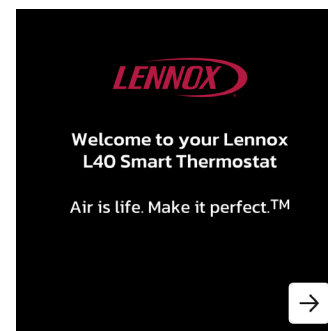 LENNOX
Welcome to your Lennox
L40 Smart Thermostat
Air is life. Make it perfect.™